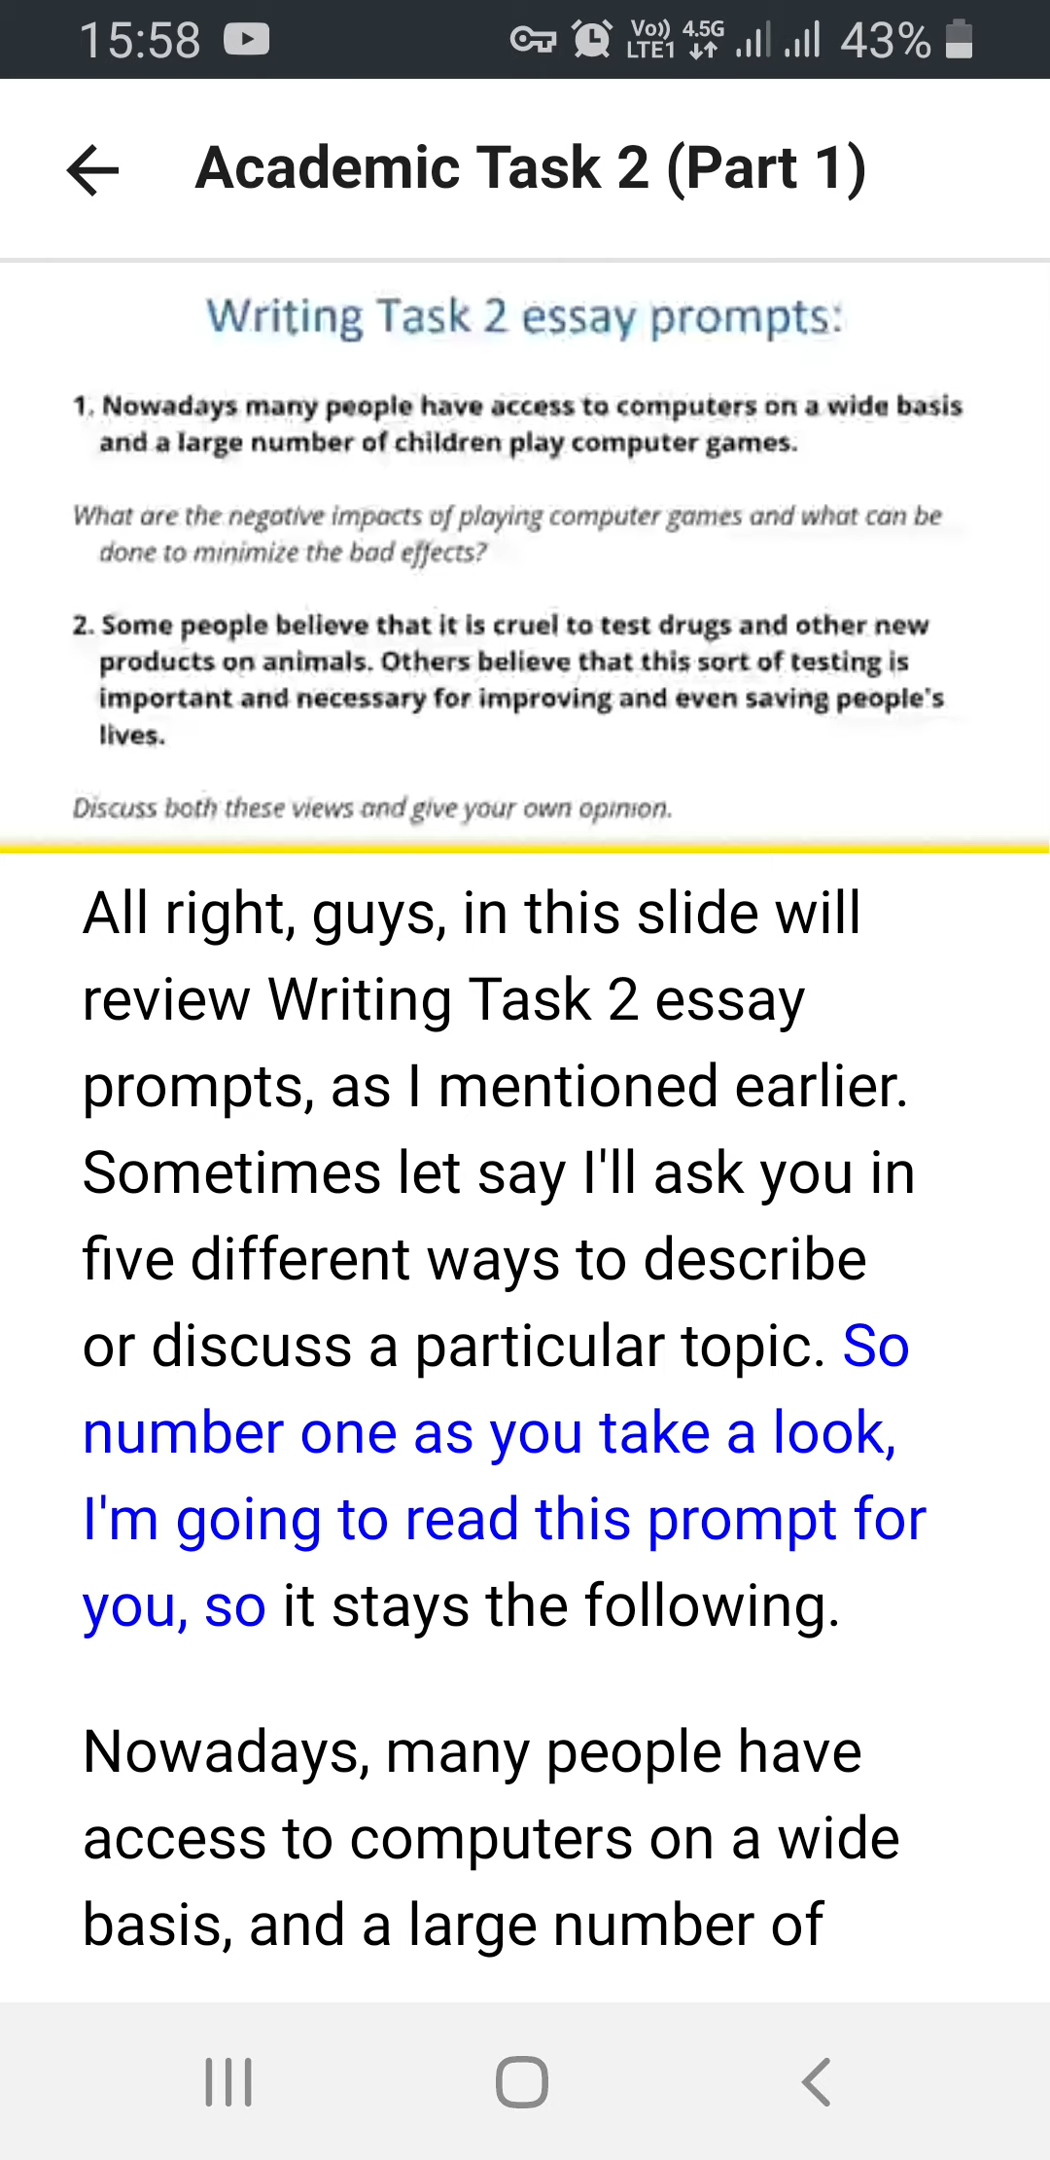 15:58 Vo)) LTE1 4.5G 43%
Academic Task 2 (Part 1)
Writing Task 2 essay prompts:
1. Nowadays many people have access to computers on a wide basis
and a large number of children play computer games.
What are the negative impacts of playing computer games and what can be
done to minimize the bad effects?
2. Some people believe that it is cruel to test drugs and other new
products on animals. Others believe that this sort of testing is
important and necessary for improving and even saving people's
lives.
Discuss both these views and give your own opinion.
All right, guys, in this slide will
review Writing Task 2 essay
prompts, as I mentioned earlier.
Sometimes let say I'll ask you in
five different ways to describe
or discuss a particular topic. So
number one as you take a look,
I'm going to read this prompt for
you, so it stays the following.
Nowadays, many people have
access to computers on a wide
basis, and a large number of